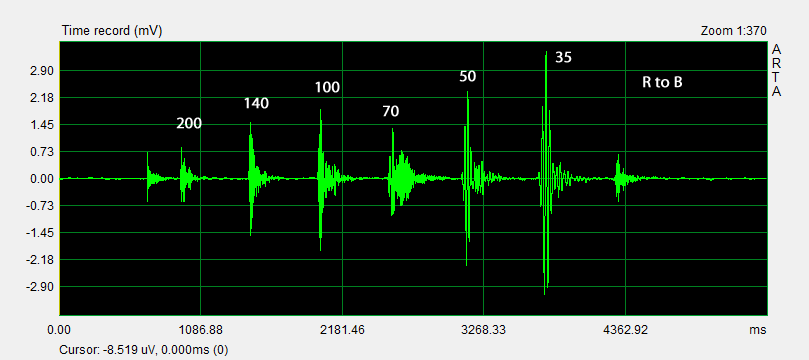 Time record (mV)
Zoom 1:370
A
R
T
A
2.90
2.18
1.45
0.73
0.00
-0.73
-1.45
-2.18
-2.90
200
140
100
70
50
35
R to B
0.00
1086.88
2181.46
3268.33
4362.92
ms
Cursor: -8.519 uV, 0.000ms (0)